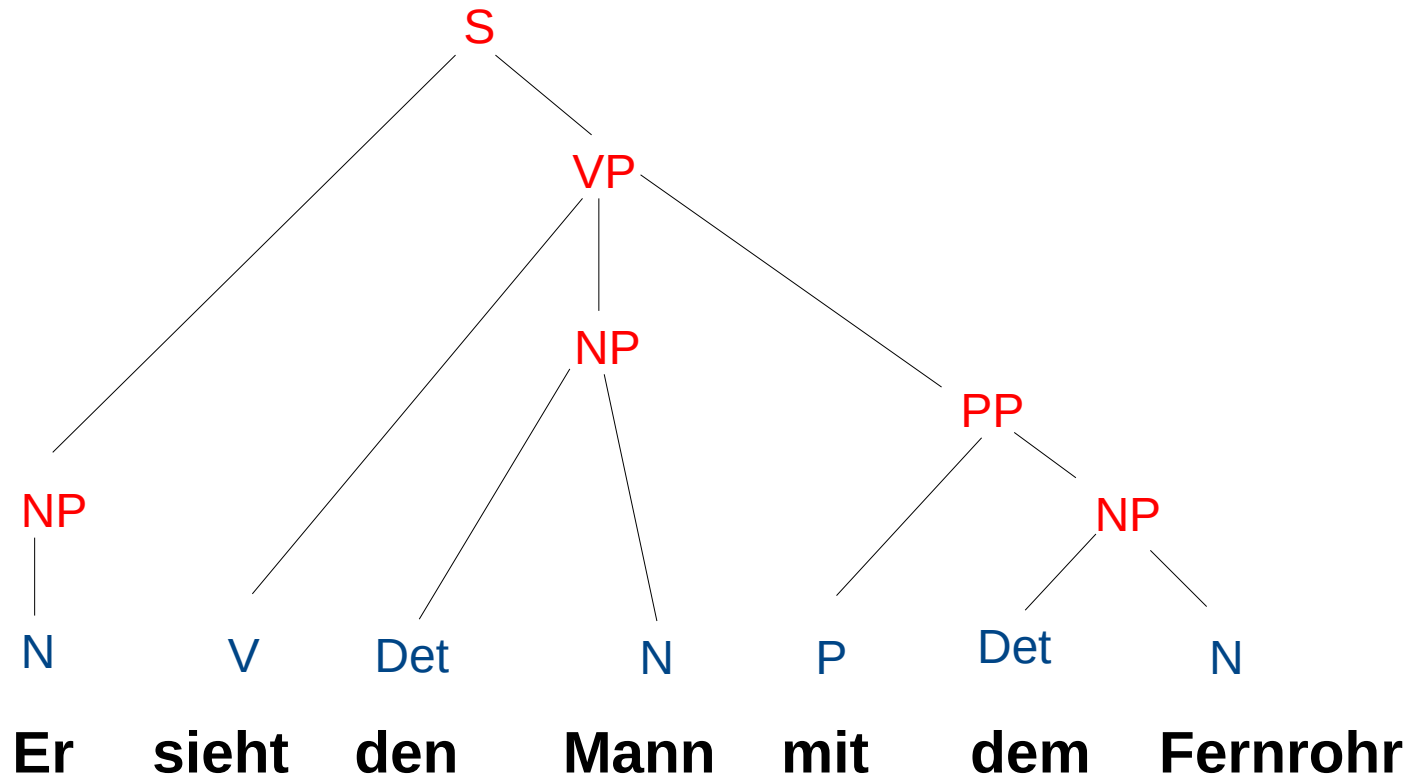 S
VP
NP
PP
NP NP
N V Det N P Det N
Er sieht den Mann mit dem Fernrohr